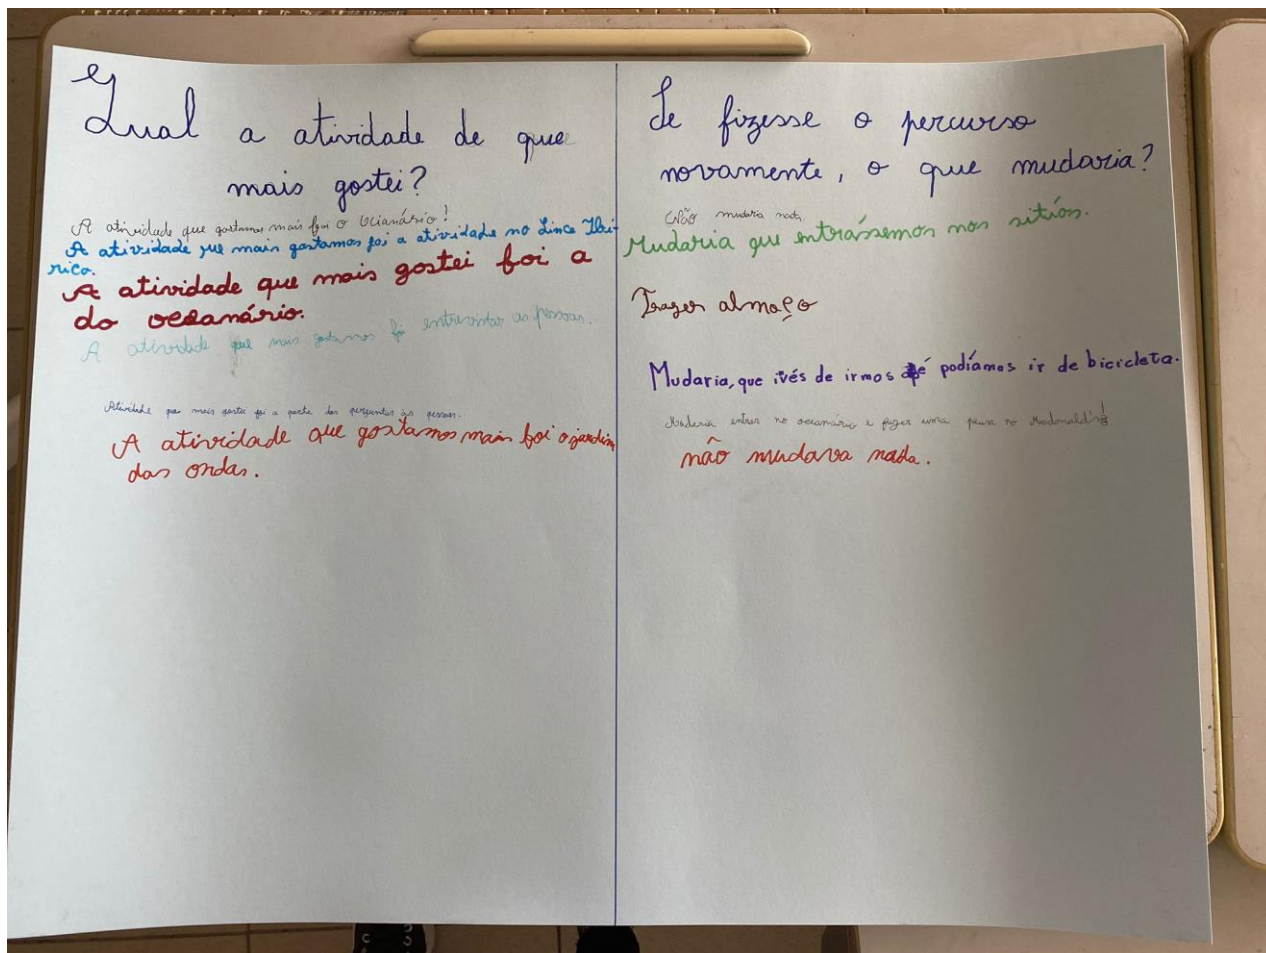 Qual a atividade de que
mais gostei?
A atividade que gostamos mais foi o Ocianário!
A atividade que mais gostamos foi a atividade no Lince Ibé-
rico.
A atividade que mais gostei foi a
do oceanário.
A atividade que mais gostamos foi entrevistar as pessoas.
Atividade que mais gostei foi a parte das perguntas às pessoas.
A atividade que gostamos mais foi o jardim
das ondas.
Se fizesse o percurso
novamente, o que mudaria?
Não mudaria nada.
Mudaria que entrássemos nos sitíos.
Trazer almoço
Mudaria, que ivés de irmos a pé podíamos ir de bicicleta.
Mudaria entrar no oceanário e fazer uma pausa no
não mudava nada.